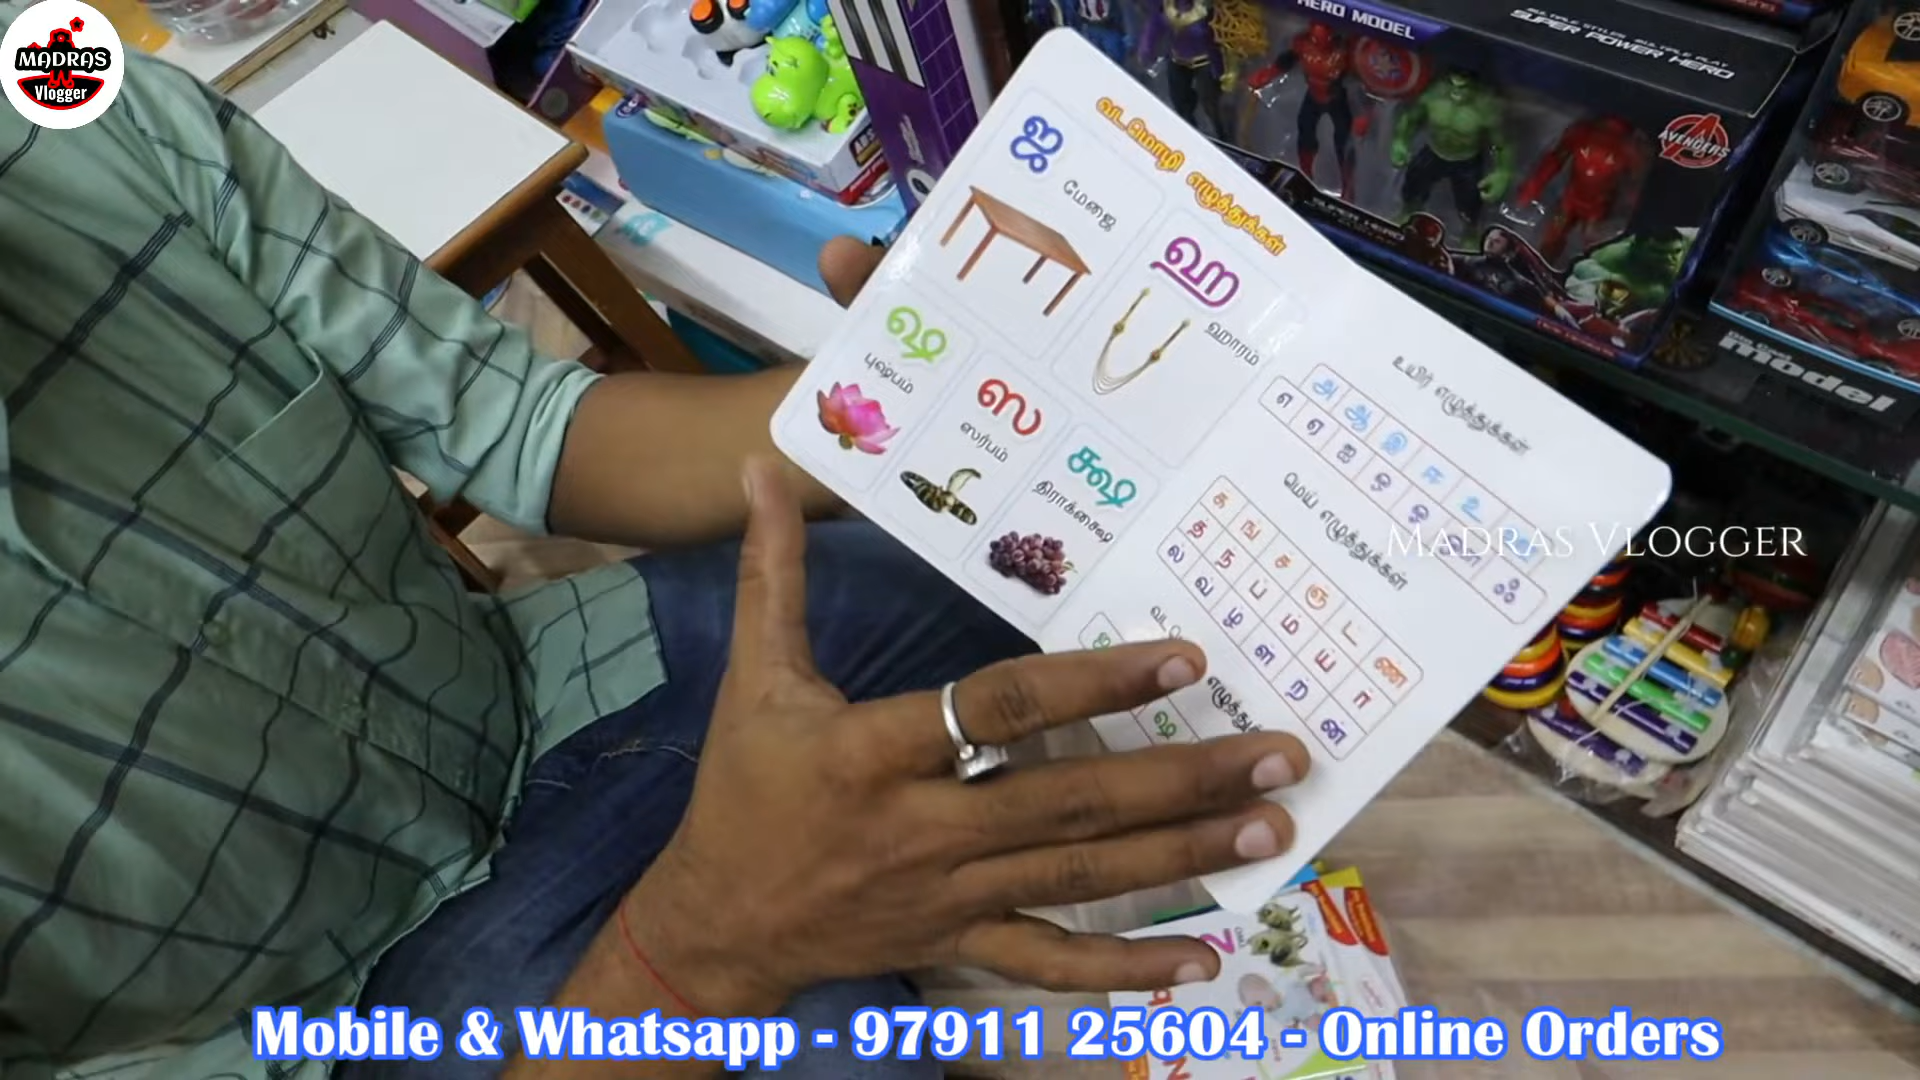 MADRAS
Vlogger
HERO MODEL
SUPER POWER HERO
AVENGERS
வடமொழி எழுத்துக்கள்
ஜ
மேஜை
ஹ
ஹாரம்
ஷ
புஷ்பம்
ஸ
ஸர்பம்
க்ஷ
திராக்ஷை
உயிர் எழுத்துக்கள்
அ ஆ இ ஈ உ
எ ஏ ஐ ஒ ஓ ஃ
மெய் எழுத்துக்கள்
க் ங் ச் ஞ் ட் ண்
த் ந் ப் ம் ய் ர்
ல் வ் ழ் ள் ற் ன்
ஷ
model
MADRAS VLOGGER
2
Mobile & Whatsapp - 97911 25604 - Online Orders